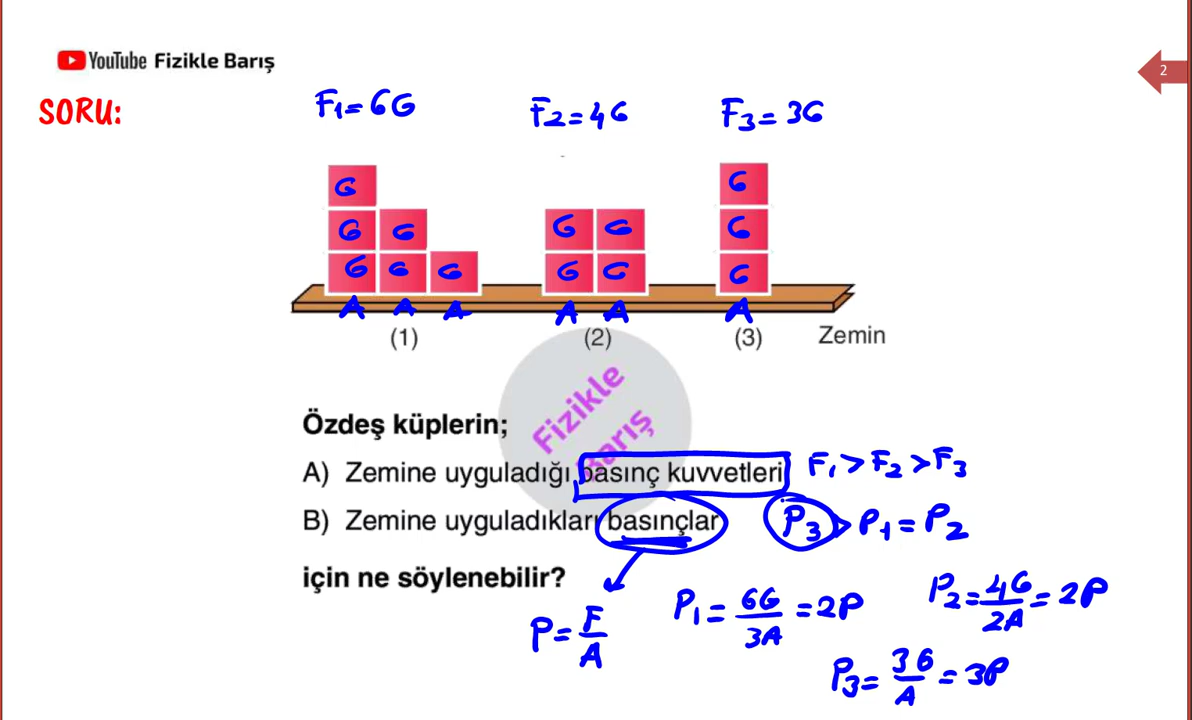 YouTube Fizikle Barış
2
SORU:
F1=6G
F2=4G
F3=3G
G
G
G G
G G
G
G G G
G G
G
A A A
A A
A
(1)
(2)
(3)
Zemin
Fizikle
Barış
Özdeş küplerin;
A) Zemine uyguladığı basınç kuvvetleri F1>F2>F3
B) Zemine uyguladıkları basınçlar P3>P1=P2
için ne söylenebilir?
P=F/A
P1=6G/3A=2P
P2=4G/2A=2P
P3=3G/A=3P